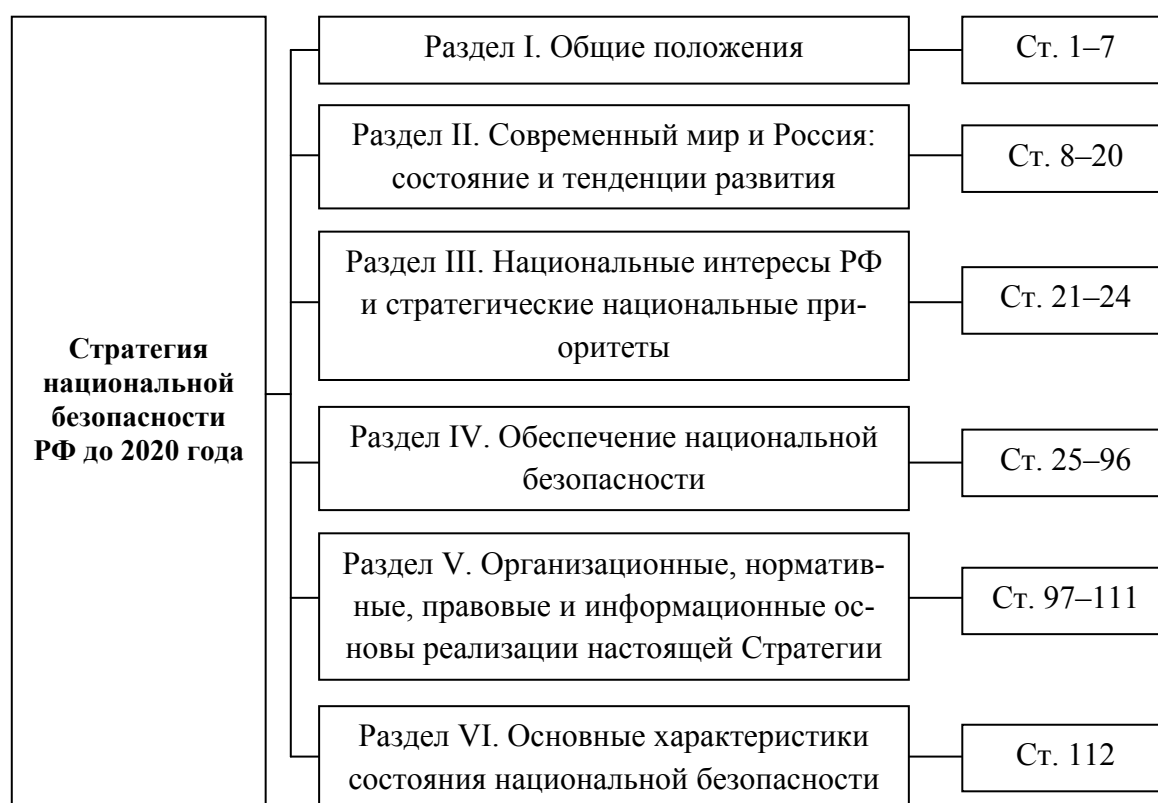 Стратегия
национальной
безопасности
РФ до 2020 года
Раздел I. Общие положения
Ст. 1–7
Раздел II. Современный мир и Россия:
состояние и тенденции развития
Ст. 8–20
Раздел III. Национальные интересы РФ
и стратегические национальные при-
оритеты
Ст. 21–24
Раздел IV. Обеспечение национальной
безопасности
Ст. 25–96
Раздел V. Организационные, норматив-
ные, правовые и информационные ос-
новы реализации настоящей Стратегии
Ст. 97–111
Раздел VI. Основные характеристики
состояния национальной безопасности
Ст. 112